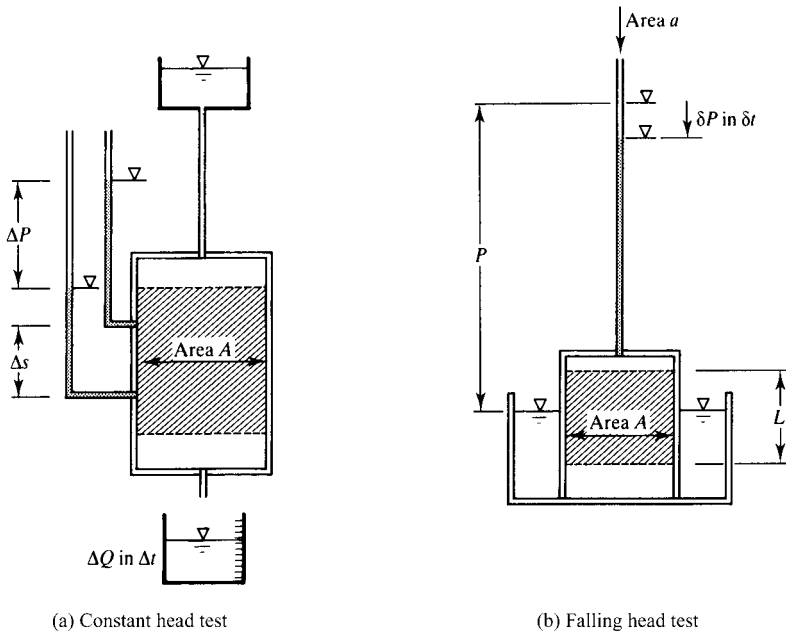 Area a
δP in δt
ΔP
P
Δs
Area A
Area A
L
ΔQ in Δt
(a) Constant head test
(b) Falling head test